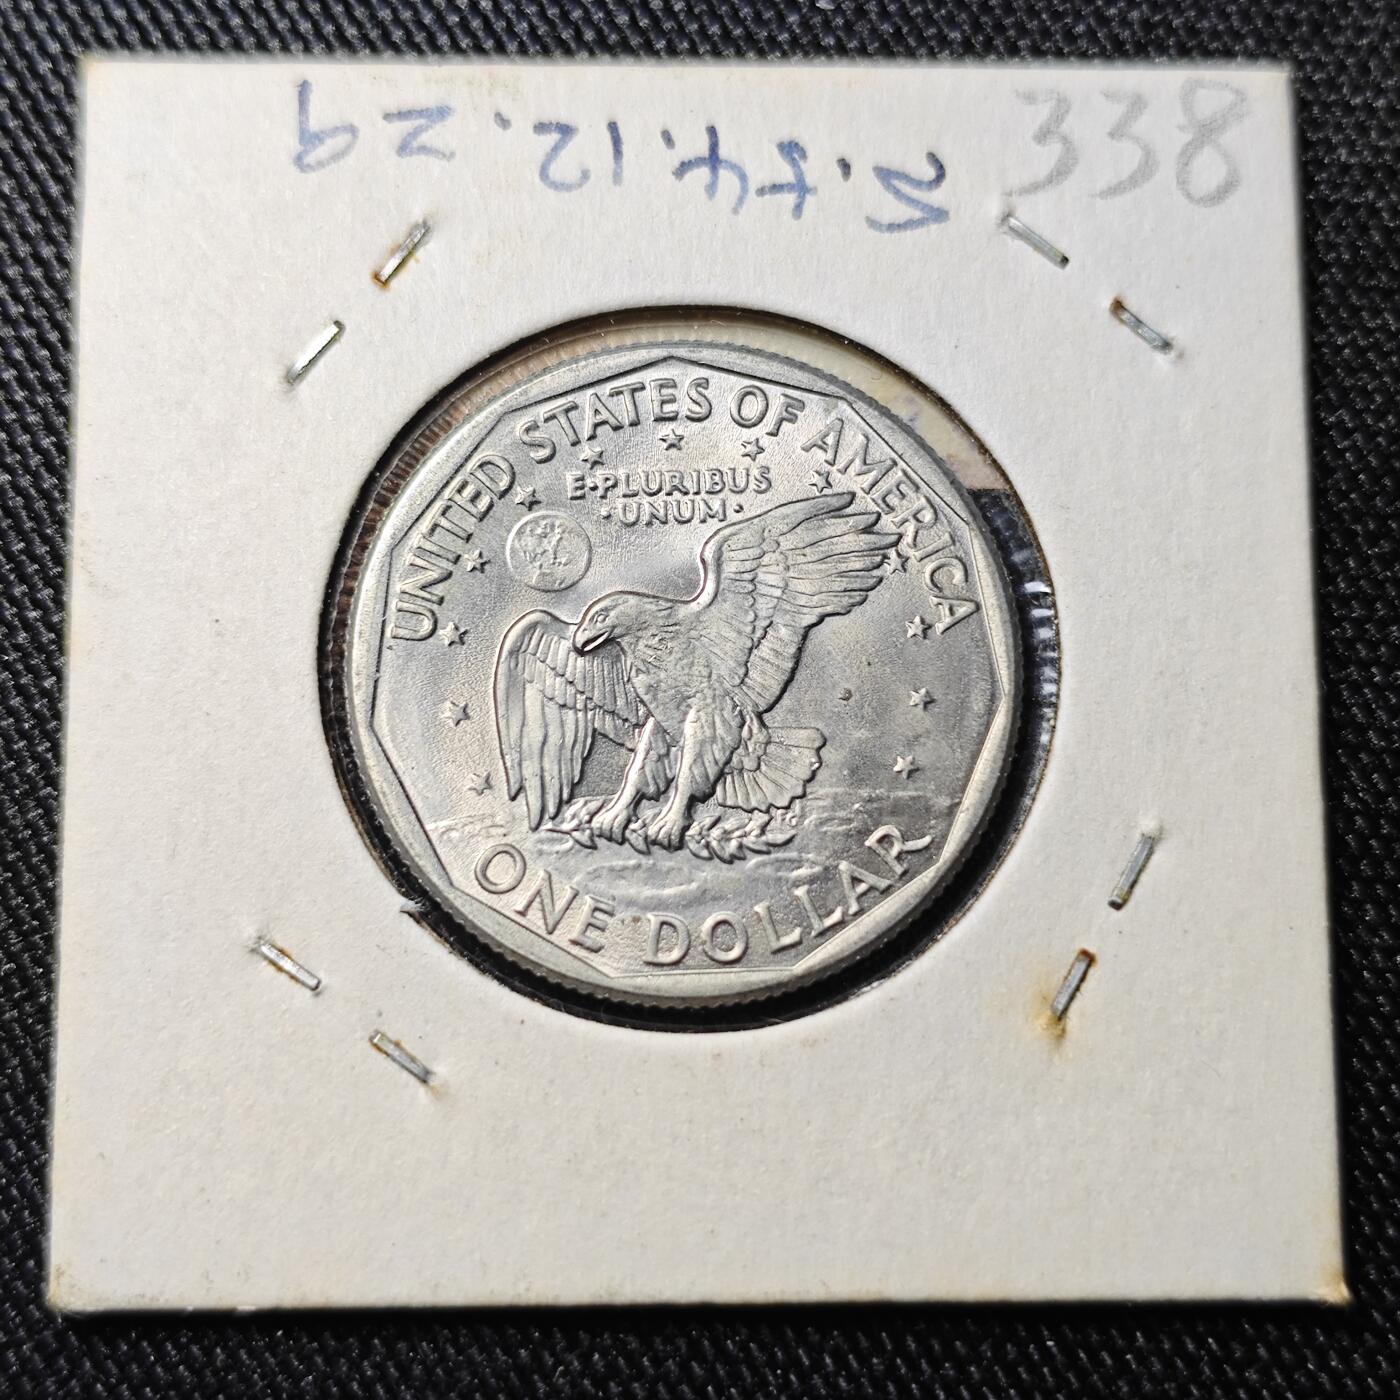 338
UNITED STATES OF AMERICA
E·PLURIBUS
·UNUM·
ONE DOLLAR